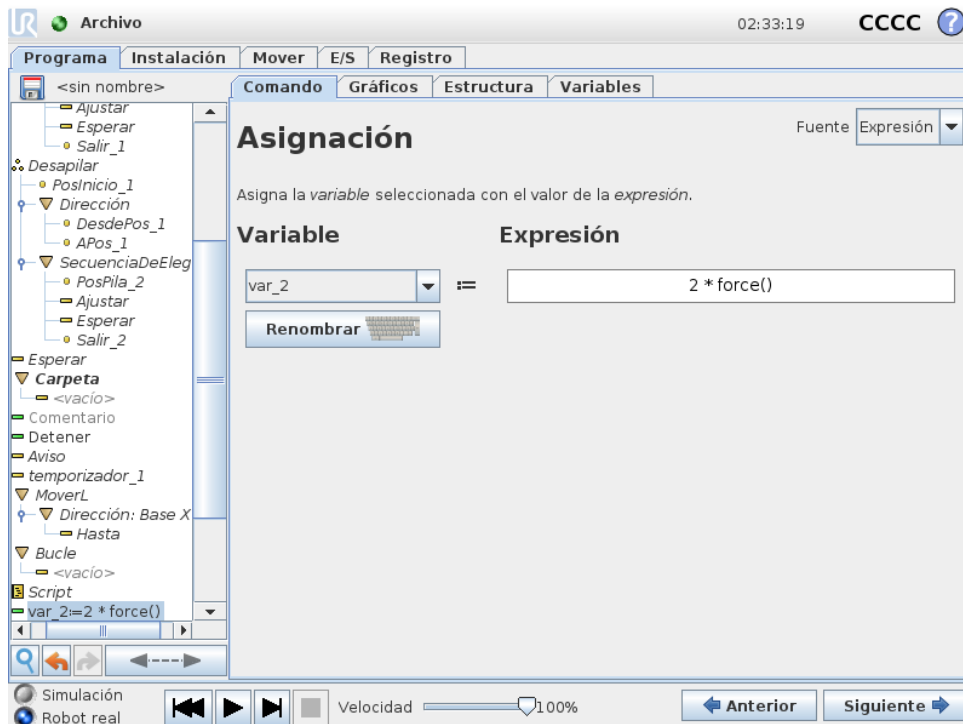 UR Archivo 02:33:19 CCCC ?
Programa Instalación Mover E/S Registro
<sin nombre>
Comando Gráficos Estructura Variables
Ajustar
Esperar
Salir_1
Desapilar
PosInicio_1
Dirección
DesdePos_1
APos_1
SecuenciaDeEleg
PosPila_2
Ajustar
Esperar
Salir_2
Esperar
Carpeta
<vacío>
Comentario
Detener
Aviso
temporizador_1
MoverL
Dirección: Base X
Hasta
Bucle
<vacío>
Script
var_2:=2 * force()
Asignación
Fuente Expresión
Asigna la variable seleccionada con el valor de la expresión.
Variable Expresión
var_2 := 2 * force()
Renombrar
Simulación
Robot real
Velocidad 100%
Anterior Siguiente